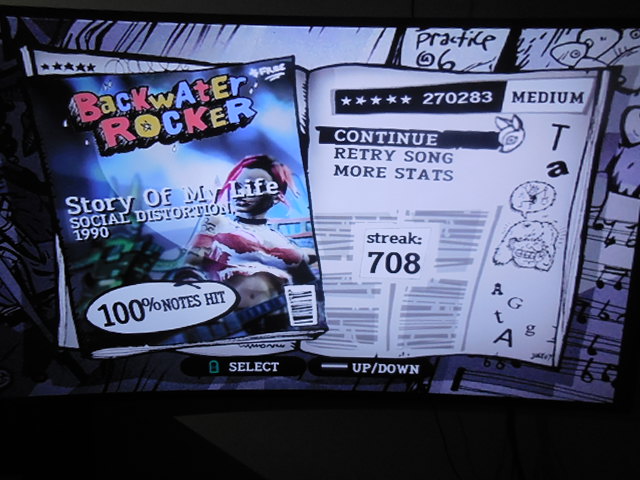 practice
06
★★★★★
BACKWATER
ROCKER
Story Of My Life
SOCIAL DISTORTION
1990
100% NOTES HIT
★★★★★ 270283 MEDIUM
CONTINUE
RETRY SONG
MORE STATS
streak:
708
T
a
A
G
t
g
A
SELECT
UP/DOWN